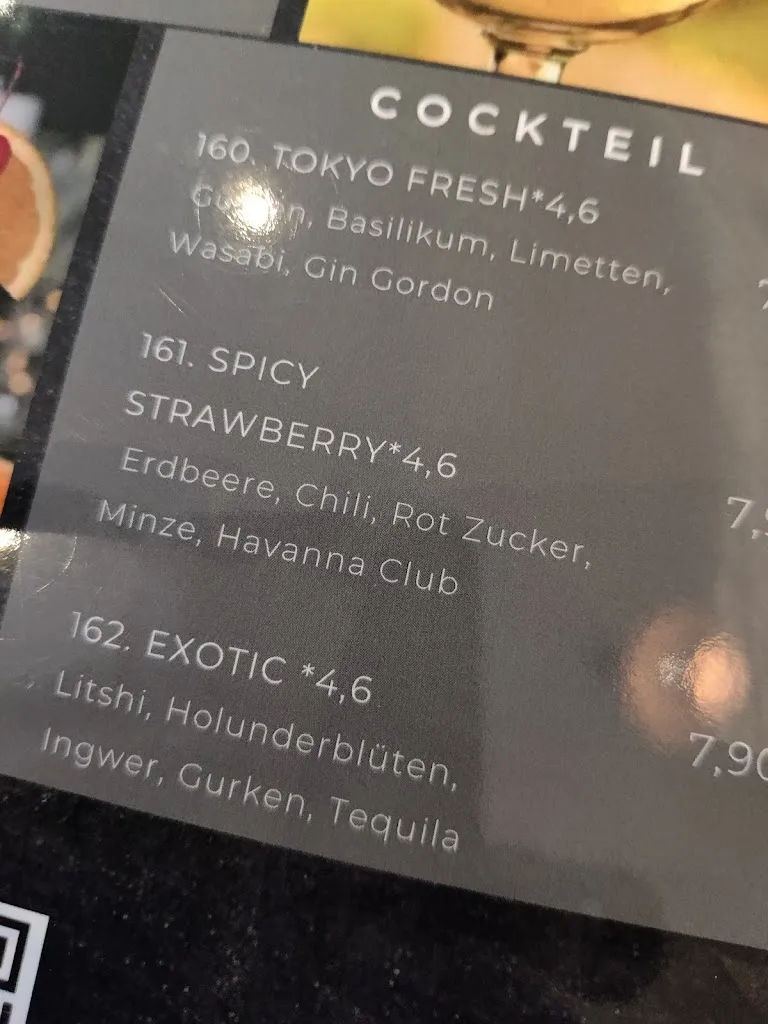 COCKTEIL
160. TOKYO FRESH*4,6
Basilikum, Limetten,
Wasabi, Gin Gordon
161. SPICY
STRAWBERRY*4,6
Erdbeere, Chili, Rot Zucker,
Minze, Havanna Club
162. EXOTIC *4,6
Litshi, Holunderblüten,
7,90
Ingwer, Gurken, Tequila